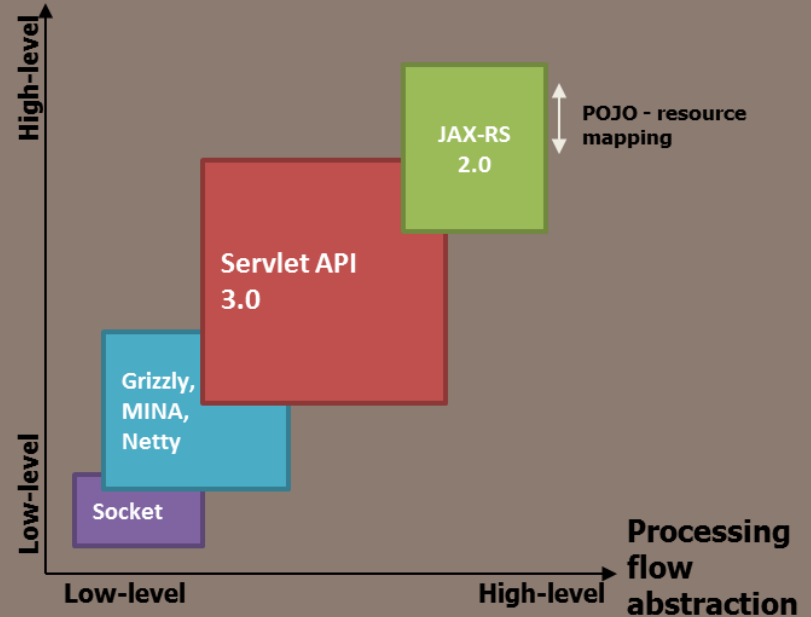 High-level
JAX-RS
2.0
POJO - resource
mapping
Servlet API
3.0
Grizzly,
MINA,
Netty
Low-level
Socket
Processing
flow
abstraction
Low-level
High-level